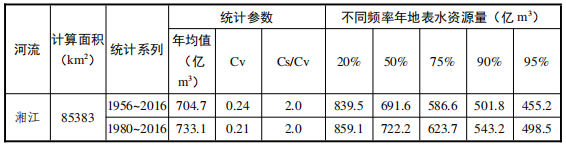 河流 计算面积（km²） 统计系列 统计参数 不同频率年地表水资源量（亿 m³）
年均值（亿 m³） Cv Cs/Cv 20% 50% 75% 90% 95%
湘江 85383 1956~2016 704.7 0.24 2.0 839.5 691.6 586.6 501.8 455.2
1980~2016 733.1 0.21 2.0 859.1 722.2 623.7 543.2 498.5